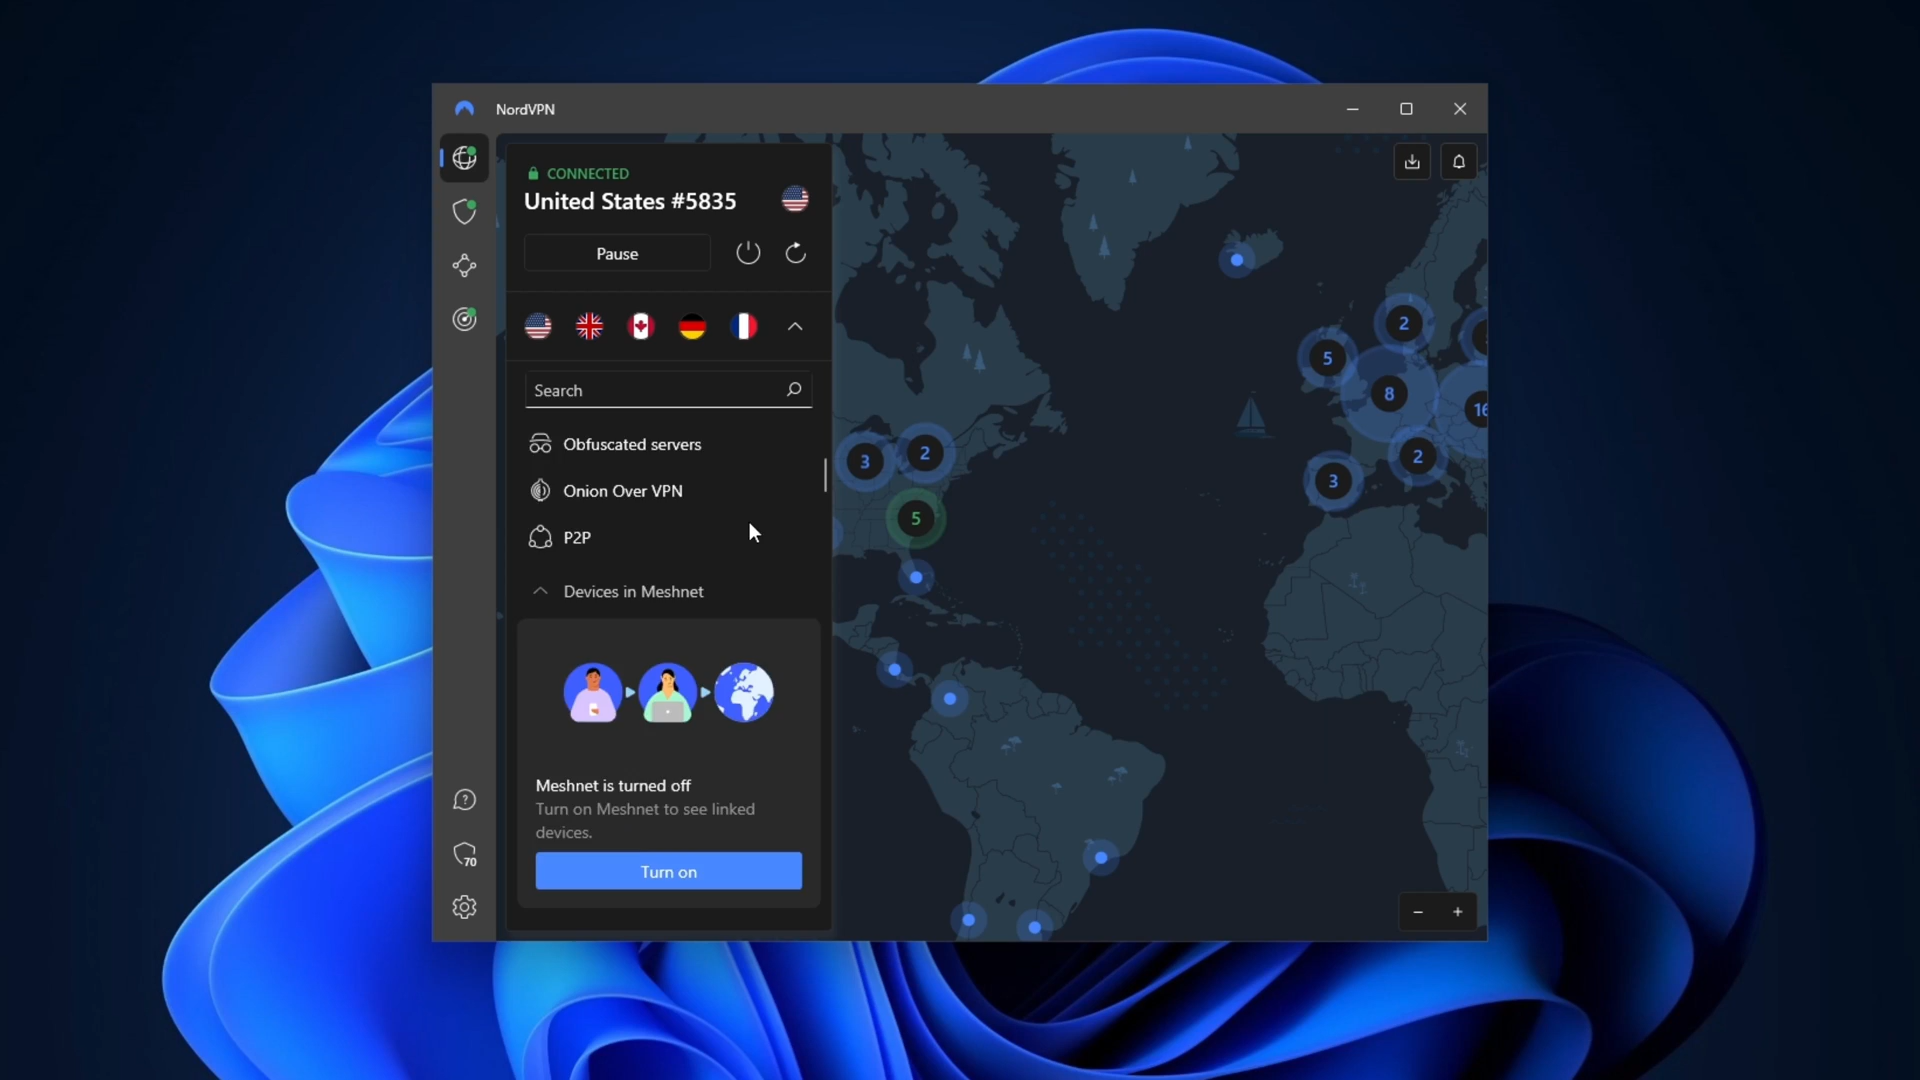 NordVPN
CONNECTED
United States #5835
Pause
Search
Obfuscated servers
Onion Over VPN
P2P
Devices in Meshnet
Meshnet is turned off
Turn on Meshnet to see linked
devices.
Turn on
70
2
5
8
16
3
2
2
3
5